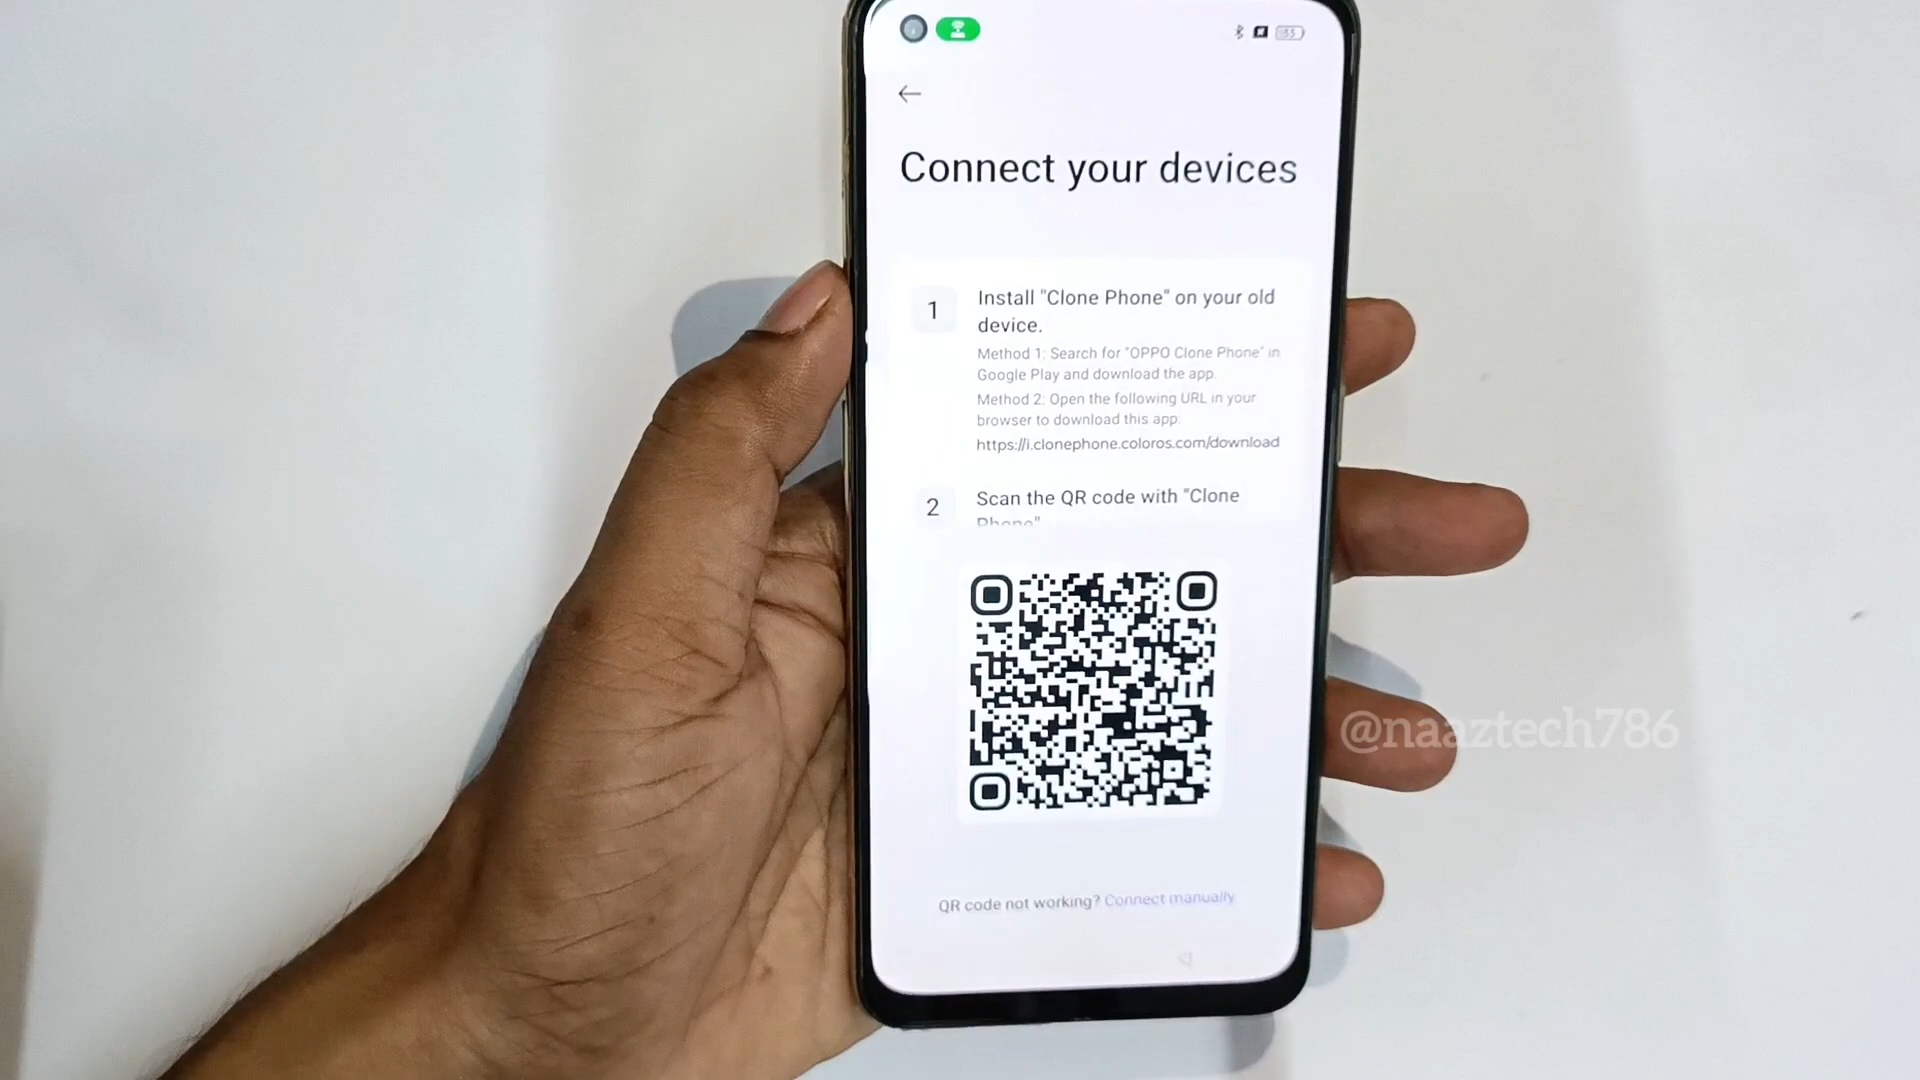 33
Connect your devices
1
Install "Clone Phone" on your old
device.
Method 1: Search for "OPPO Clone Phone" in
Google Play and download the app.
Method 2: Open the following URL in your
browser to download this app:
https://i.clonephone.coloros.com/download
2
Scan the QR code with "Clone
Phone"
QR code not working? Connect manually
@naaztech786